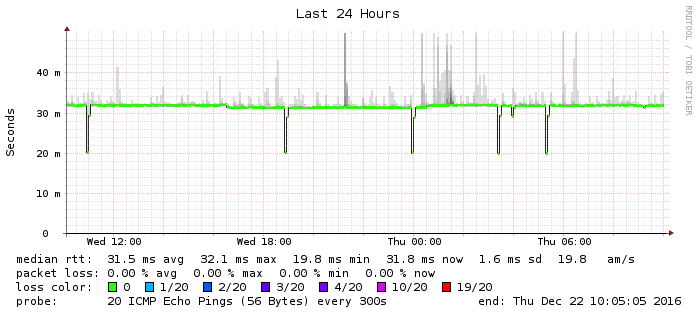 Last 24 Hours
RRDTOOL / TOBI OETIKER
Seconds
40 m
30 m
20 m
10 m
0
Wed 12:00 Wed 18:00 Thu 00:00 Thu 06:00
median rtt: 31.5 ms avg 32.1 ms max 19.8 ms min 31.8 ms now 1.6 ms sd 19.8 am/s
packet loss: 0.00 % avg 0.00 % max 0.00 % min 0.00 % now
loss color: 0 1/20 2/20 3/20 4/20 10/20 19/20
probe: 20 ICMP Echo Pings (56 Bytes) every 300s end: Thu Dec 22 10:05:05 2016